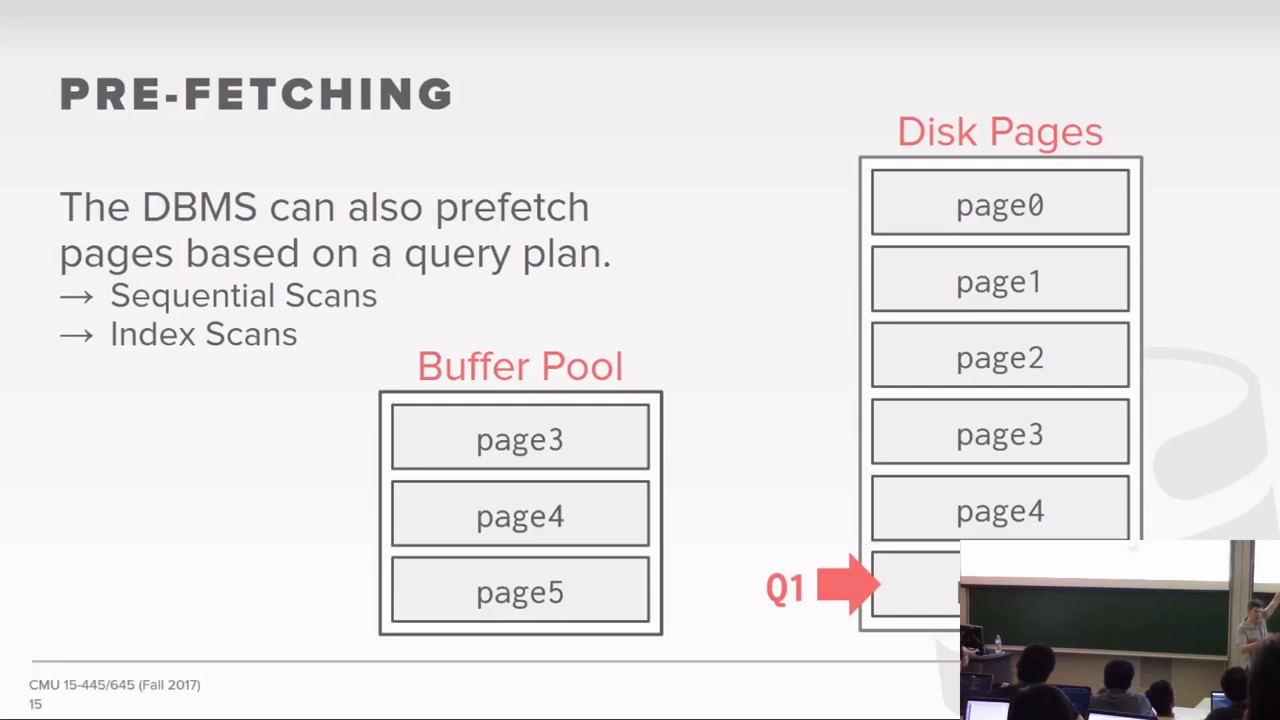 PRE-FETCHING
The DBMS can also prefetch
pages based on a query plan.
→ Sequential Scans
→ Index Scans
Buffer Pool
page3
page4
page5
Disk Pages
page0
page1
page2
page3
page4
Q1
CMU 15-445/645 (Fall 2017)
15